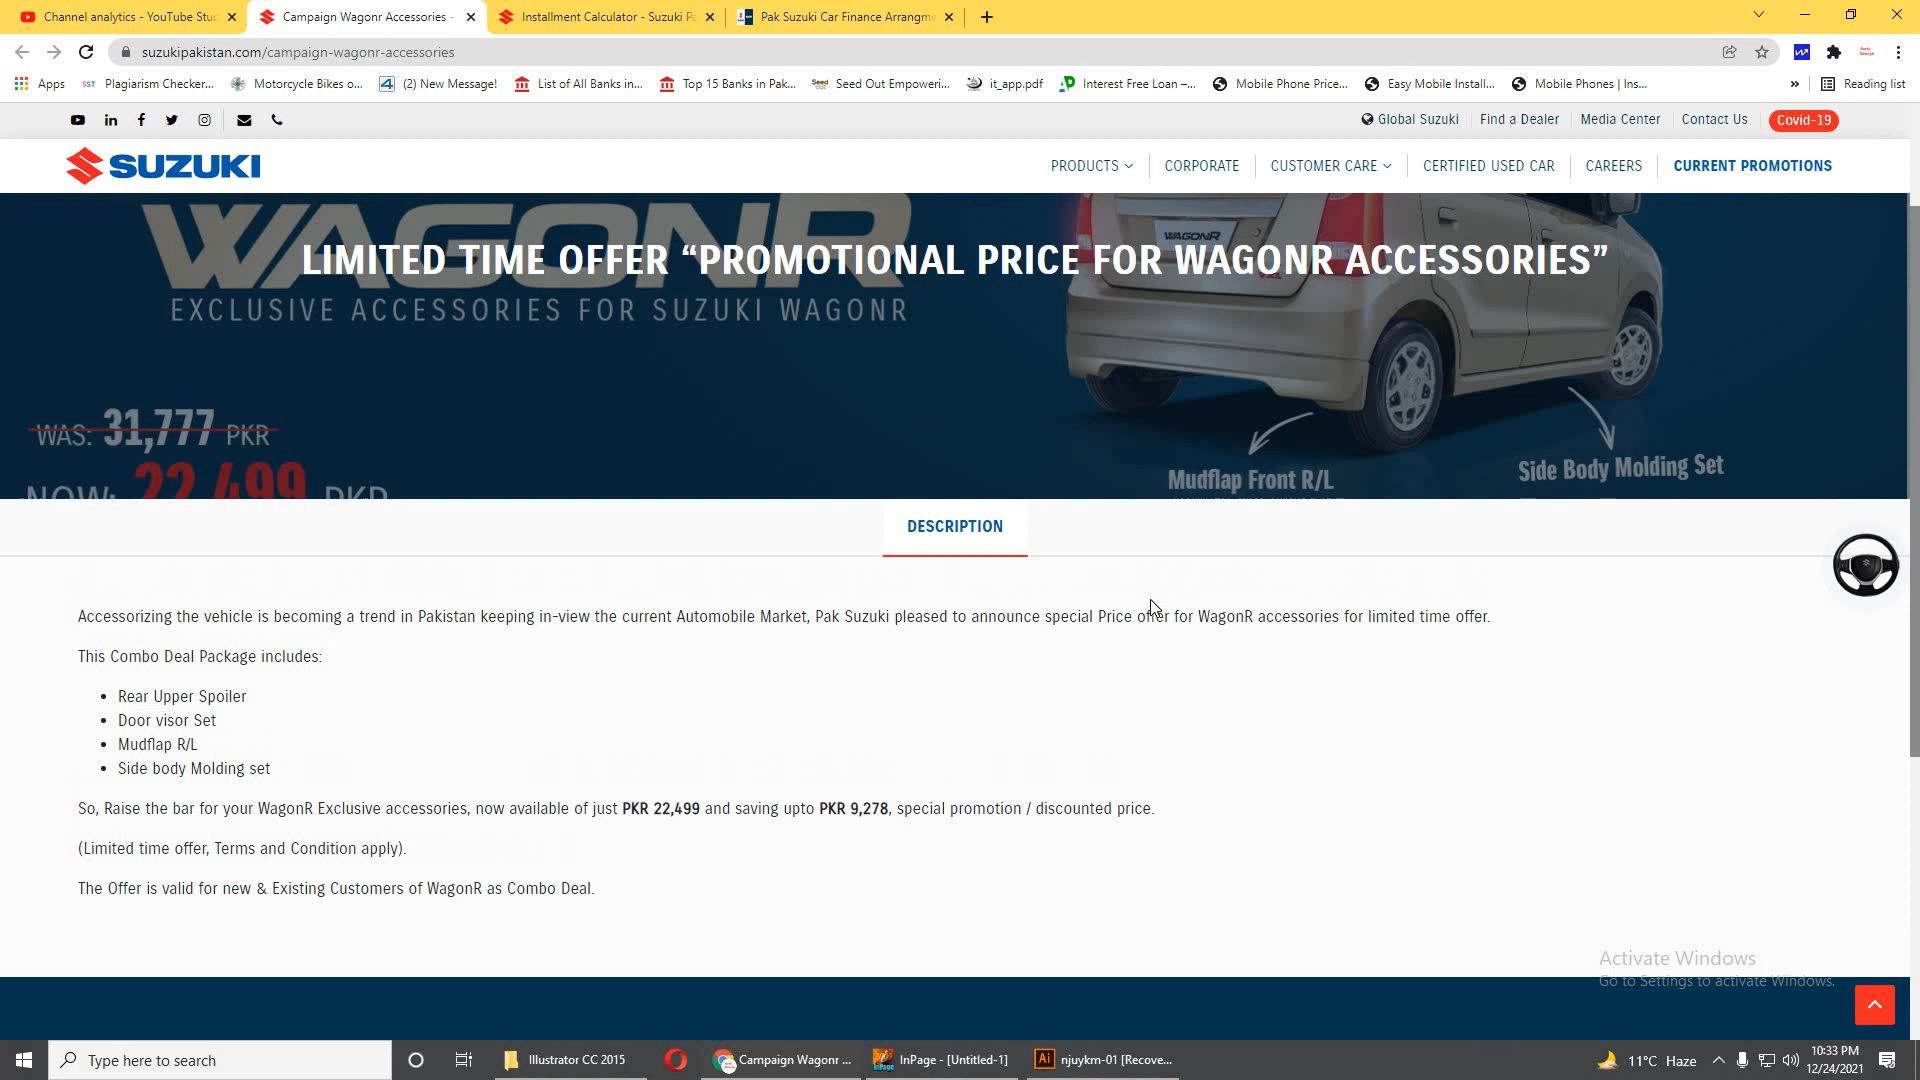 Channel analytics - YouTube Stu
Campaign Wagonr Accessories -
Installment Calculator - Suzuki Pa
Pak Suzuki Car Finance Arrangme
suzukipakistan.com/campaign-wagonr-accessories
Apps
SST Plagiarism Checker...
Motorcycle Bikes o...
(2) New Message!
List of All Banks in...
Top 15 Banks in Pak...
Seed Out Empoweri...
it_app.pdf
Interest Free Loan –...
Mobile Phone Price...
Easy Mobile Install...
Mobile Phones | Ins...
»
Reading list
Global Suzuki
Find a Dealer
Media Center
Contact Us
Covid-19
SUZUKI
PRODUCTS
CORPORATE
CUSTOMER CARE
CERTIFIED USED CAR
CAREERS
CURRENT PROMOTIONS
WAGONR
WAGONR
LIMITED TIME OFFER “PROMOTIONAL PRICE FOR WAGONR ACCESSORIES”
EXCLUSIVE ACCESSORIES FOR SUZUKI WAGONR
WAS: 31,777 PKR
NOW: 22,499 PKR
Mudflap Front R/L
Side Body Molding Set
DESCRIPTION
Accessorizing the vehicle is becoming a trend in Pakistan keeping in-view the current Automobile Market, Pak Suzuki pleased to announce special Price offer for WagonR accessories for limited time offer.
This Combo Deal Package includes:
• Rear Upper Spoiler
• Door visor Set
• Mudflap R/L
• Side body Molding set
So, Raise the bar for your WagonR Exclusive accessories, now available of just PKR 22,499 and saving upto PKR 9,278, special promotion / discounted price.
(Limited time offer, Terms and Condition apply).
The Offer is valid for new & Existing Customers of WagonR as Combo Deal.
Activate Windows
Go to Settings to activate Windows.
Type here to search
Illustrator CC 2015
Campaign Wagonr ...
InPage - [Untitled-1]
Ai njuykm-01 [Recove...
11°C Haze
10:33 PM
12/24/2021